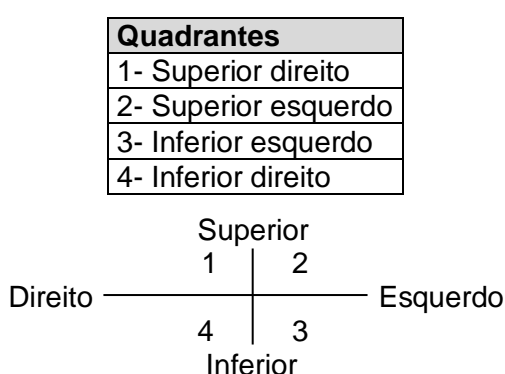 Quadrantes
1- Superior direito
2- Superior esquerdo
3- Inferior esquerdo
4- Inferior direito
Superior
1 2
Direito Esquerdo
4 3
Inferior